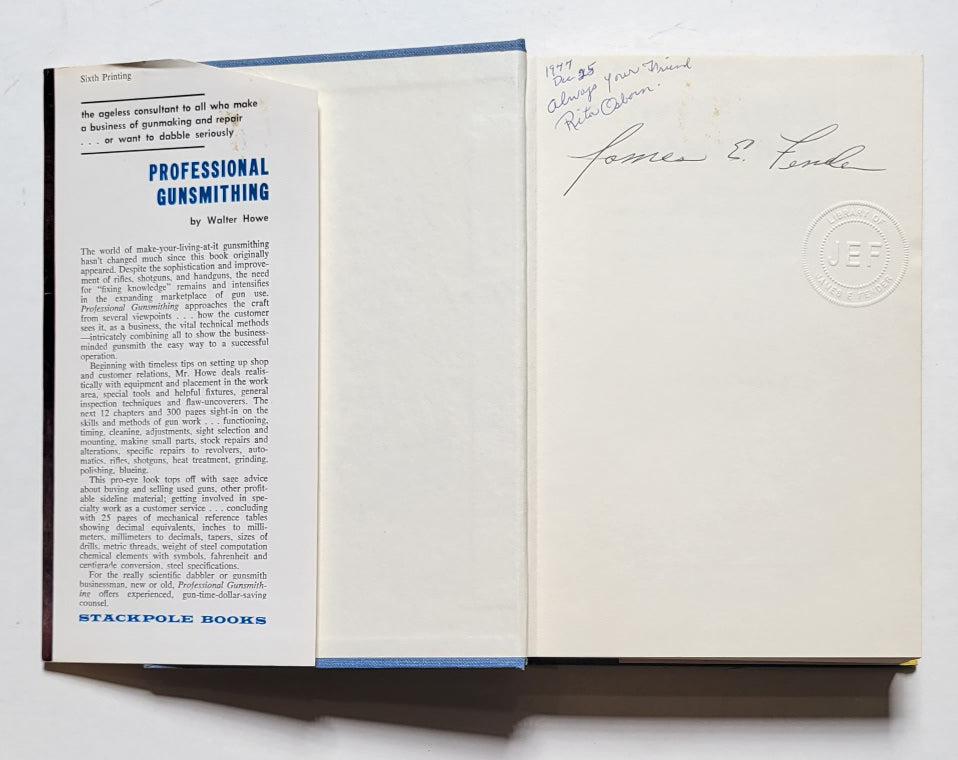 Sixth Printing
the ageless consultant to all who make
a business of gunmaking and repair
. . . or want to dabble seriously
PROFESSIONAL
GUNSMITHING
by Walter Howe
The world of make-your-living-at-it gunsmithing
hasn't changed much since this book originally
appeared. Despite the sophistication and improve-
ment of rifles, shotguns, and handguns, the need
for "fixing knowledge" remains and intensifies
in the expanding marketplace of gun use.
Professional Gunsmithing approaches the craft
from several viewpoints . . . how the customer
sees it, as a business, the vital technical methods
—intricately combining all to show the business-
minded gunsmith the easy way to a successful
operation.
Beginning with timeless tips on setting up shop
and customer relations, Mr. Howe deals realis-
tically with equipment and placement in the work
area, special tools and helpful fixtures, general
inspection techniques and flaw-uncoverers. The
next 12 chapters and 300 pages sight-in on the
skills and methods of gun work . . . functioning,
timing, cleaning, adjustments, sight selection and
mounting, making small parts, stock repairs and
alterations, specific repairs to revolvers, auto-
matics, rifles, shotguns, heat treatment, grinding,
polishing, blueing.
This pro-eye look tops off with sage advice
about buying and selling used guns, other profit-
able sideline material; getting involved in spe-
cialty work as a customer service . . . concluding
with 25 pages of mechanical reference tables
showing decimal equivalents, inches to milli-
meters, millimeters to decimals, tapers, sizes of
drills, metric threads, weight of steel computation
chemical elements with symbols, fahrenheit and
centigrade conversion, steel specifications.
For the really scientific dabbler or gunsmith
businessman, new or old, Professional Gunsmith-
ing offers experienced, gun-time-dollar-saving
counsel.
STACKPOLE BOOKS
1977
Dec 25
Always your Friend
Rita Osborn.
James E. Fender
LIBRARY OF
JEF
JAMES E FENDER